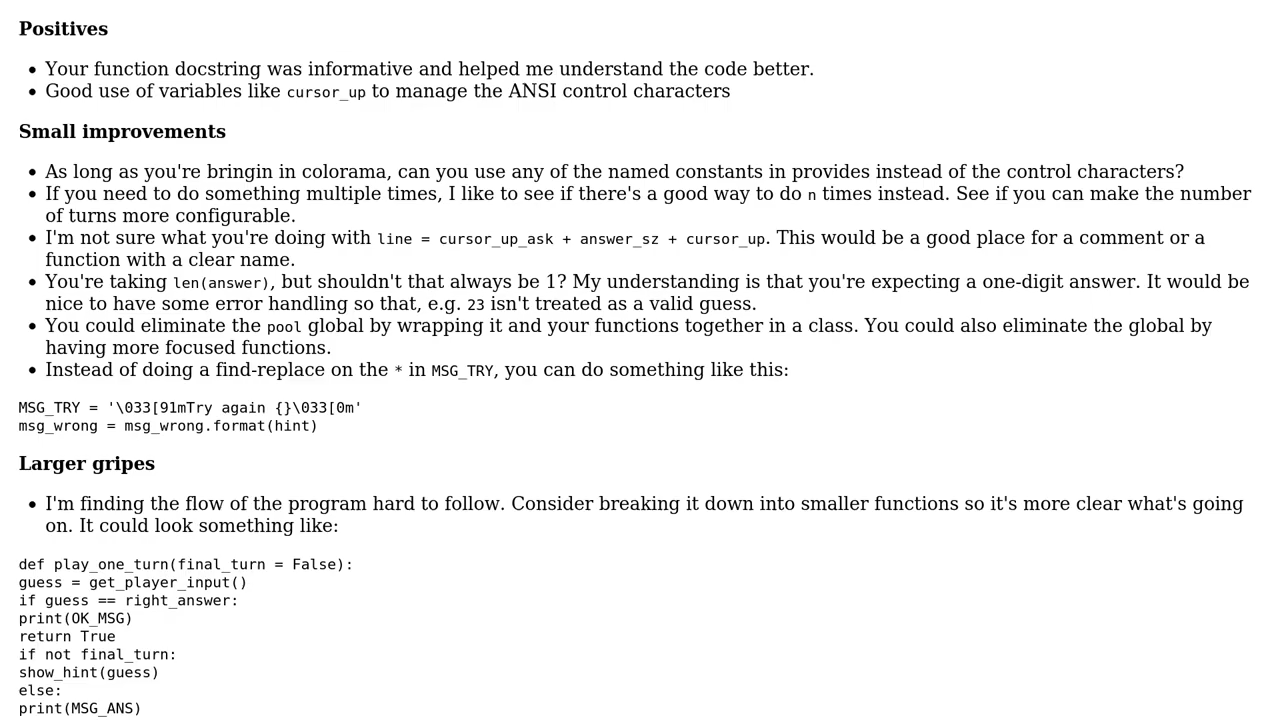 Positives
• Your function docstring was informative and helped me understand the code better.
• Good use of variables like cursor_up to manage the ANSI control characters
Small improvements
• As long as you're bringin in colorama, can you use any of the named constants in provides instead of the control characters?
• If you need to do something multiple times, I like to see if there's a good way to do n times instead. See if you can make the number
of turns more configurable.
• I'm not sure what you're doing with line = cursor_up_ask + answer_sz + cursor_up. This would be a good place for a comment or a
function with a clear name.
• You're taking len(answer), but shouldn't that always be 1? My understanding is that you're expecting a one-digit answer. It would be
nice to have some error handling so that, e.g. 23 isn't treated as a valid guess.
• You could eliminate the pool global by wrapping it and your functions together in a class. You could also eliminate the global by
having more focused functions.
• Instead of doing a find-replace on the * in MSG_TRY, you can do something like this:
MSG_TRY = '\033[91mTry again {}\033[0m'
msg_wrong = msg_wrong.format(hint)
Larger gripes
• I'm finding the flow of the program hard to follow. Consider breaking it down into smaller functions so it's more clear what's going
on. It could look something like:
def play_one_turn(final_turn = False):
guess = get_player_input()
if guess == right_answer:
print(OK_MSG)
return True
if not final_turn:
show_hint(guess)
else:
print(MSG_ANS)